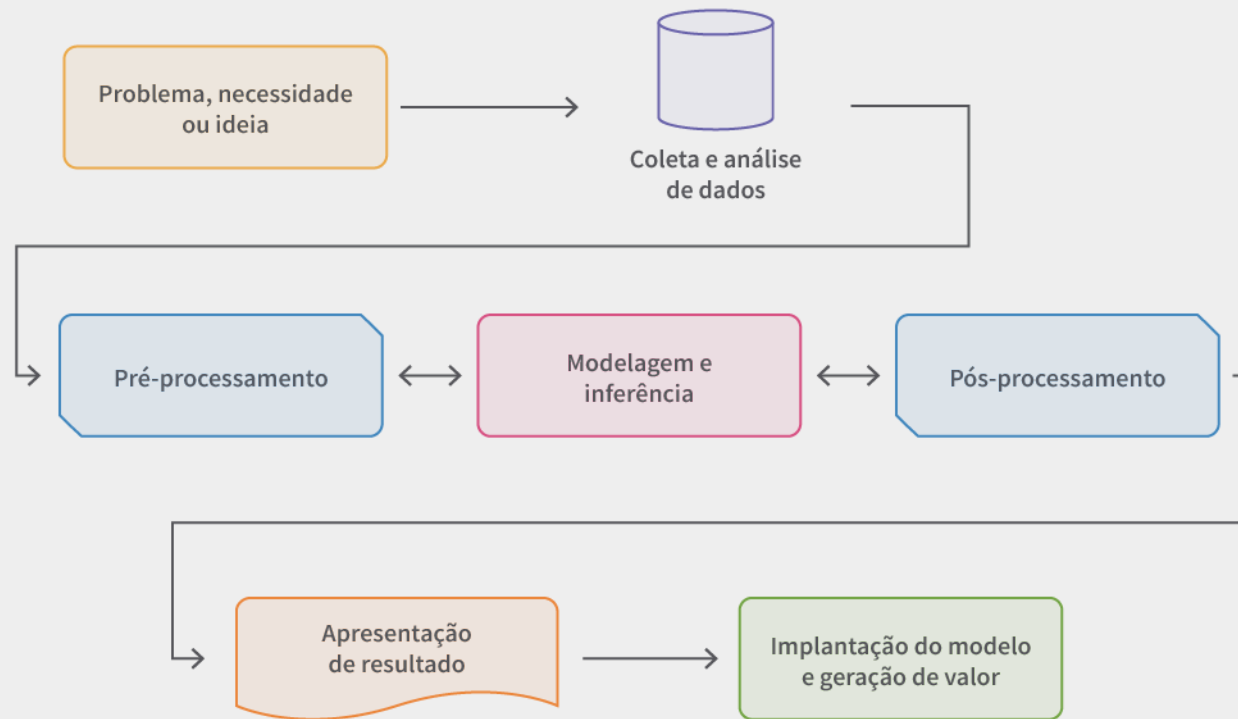 Problema, necessidade
ou ideia
Coleta e análise
de dados
Pré-processamento
Modelagem e
inferência
Pós-processamento
Apresentação
de resultado
Implantação do modelo
e geração de valor